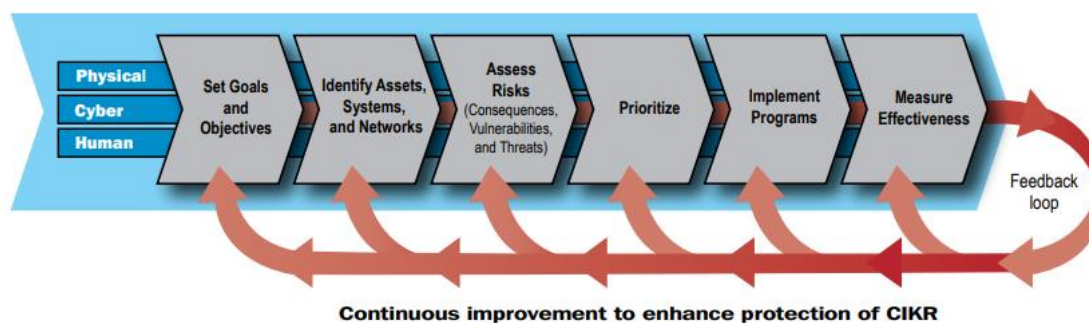 Physical
Cyber
Human
Set Goals
and
Objectives
Identify Assets,
Systems,
and Networks
Assess
Risks
(Consequences,
Vulnerabilities,
and Threats)
Prioritize
Implement
Programs
Measure
Effectiveness
Feedback
loop
Continuous improvement to enhance protection of CIKR